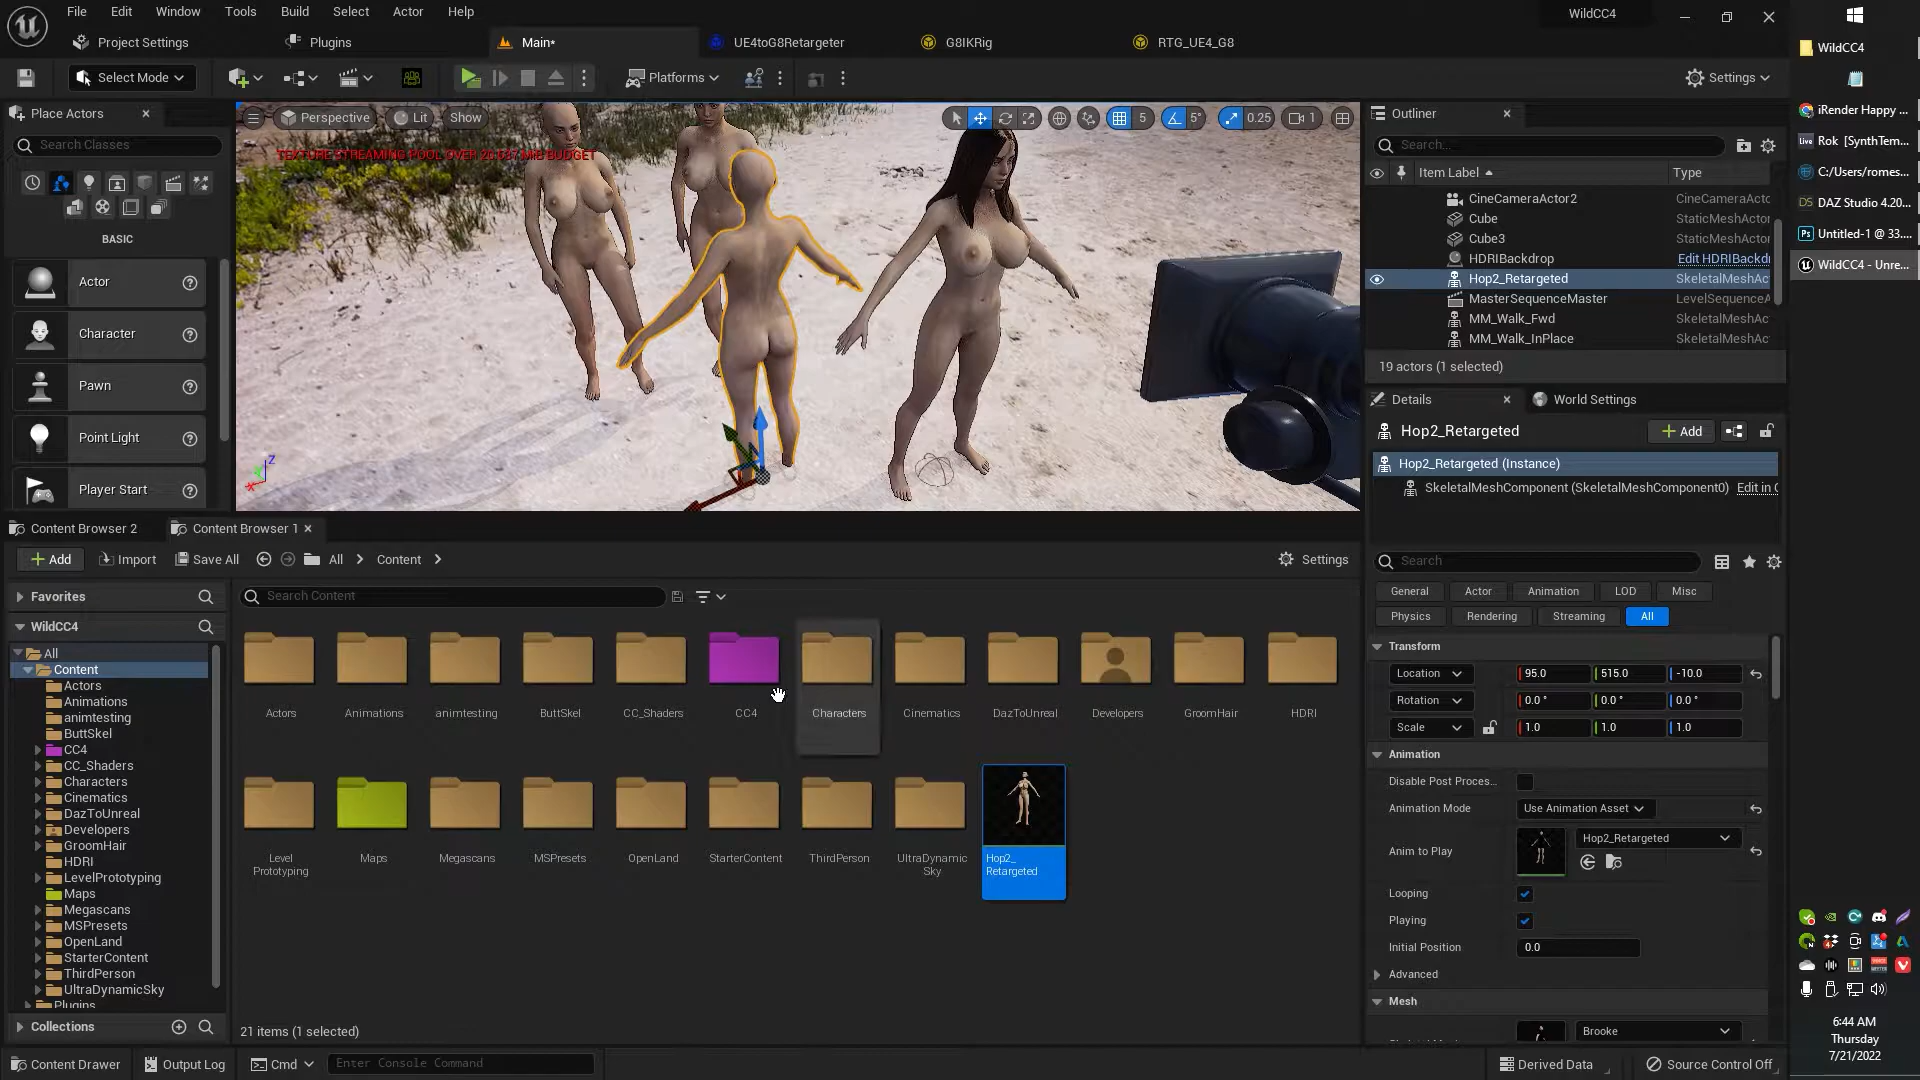 File Edit Window Tools Build Select Actor Help
WildCC4
Project Settings
Plugins
Main*
UE4toG8Retargeter
G8IKRig
RTG_UE4_G8
Select Mode
Platforms
Settings
Place Actors
Search Classes
BASIC
Actor
Character
Pawn
Point Light
Player Start
Perspective
Lit
Show
5
5°
0.25
1
TEXTURE STREAMING POOL OVER
BUDGET
Z
X
Outliner
Search...
Item Label
Type
CineCameraActor2
CineCameraActo
Cube
StaticMeshActor
Cube3
StaticMeshActor
HDRIBackdrop
Edit HDRIBackdr
Hop2_Retargeted
SkeletalMeshAc
MasterSequenceMaster
LevelSequenceA
MM_Walk_Fwd
SkeletalMeshAc
MM_Walk_InPlace
SkeletalMeshAc
19 actors (1 selected)
Details
World Settings
Hop2_Retargeted
Add
Hop2_Retargeted (Instance)
SkeletalMeshComponent (SkeletalMeshComponent0)
Edit in C
Search
General
Actor
Animation
LOD
Misc
Physics
Rendering
Streaming
All
Transform
Location
95.0
515.0
-10.0
Rotation
0.0 °
0.0 °
0.0 °
Scale
1.0
1.0
1.0
Animation
Disable Post Proces...
Animation Mode
Use Animation Asset
Anim to Play
Hop2_Retargeted
Looping
Playing
Initial Position
0.0
Advanced
Mesh
Brooke
Content Browser 2
Content Browser 1
Add
Import
Save All
All
Content
Settings
Favorites
WildCC4
Search Content
All
Content
Actors
Animations
animtesting
ButtSkel
CC4
CC_Shaders
Characters
Cinematics
DazToUnreal
Developers
GroomHair
HDRI
LevelPrototyping
Maps
Megascans
MSPresets
OpenLand
StarterContent
ThirdPerson
UltraDynamicSky
Plugins
Collections
Actors
Animations
animtesting
ButtSkel
CC_Shaders
CC4
Characters
Cinematics
DazToUnreal
Developers
GroomHair
HDRI
Level
Prototyping
Maps
Megascans
MSPresets
OpenLand
StarterContent
ThirdPerson
UltraDynamic
Sky
Hop2_
Retargeted
21 items (1 selected)
Content Drawer
Output Log
Cmd
Enter Console Command
Derived Data
Source Control Off
WildCC4
iRender Happy ...
Rok [SynthTem...
C:/Users/romes...
DAZ Studio 4.20...
Untitled-1 @ 33....
WildCC4 - Unre...
6:44 AM
Thursday
7/21/2022